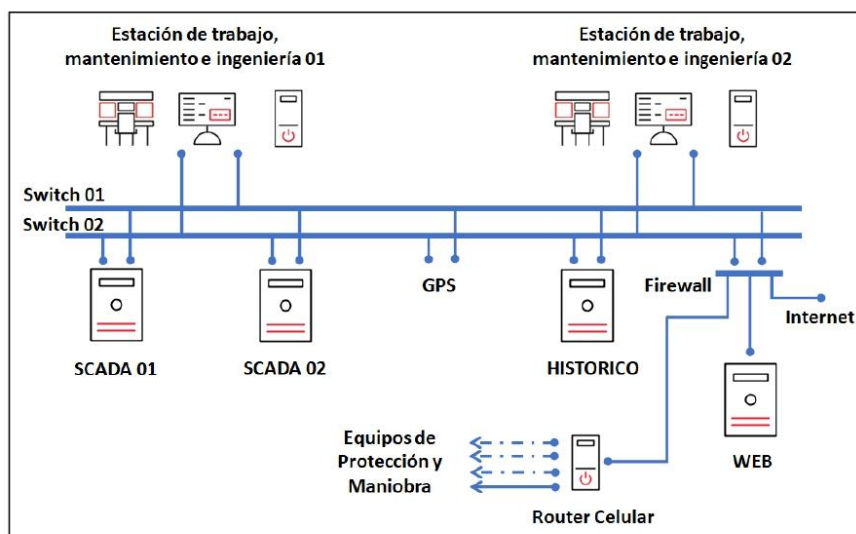 Estación de trabajo,
mantenimiento e ingeniería 01
Estación de trabajo,
mantenimiento e ingeniería 02
Switch 01
Switch 02
GPS
Firewall
Internet
SCADA 01
SCADA 02
HISTORICO
WEB
Equipos de
Protección y
Maniobra
Router Celular